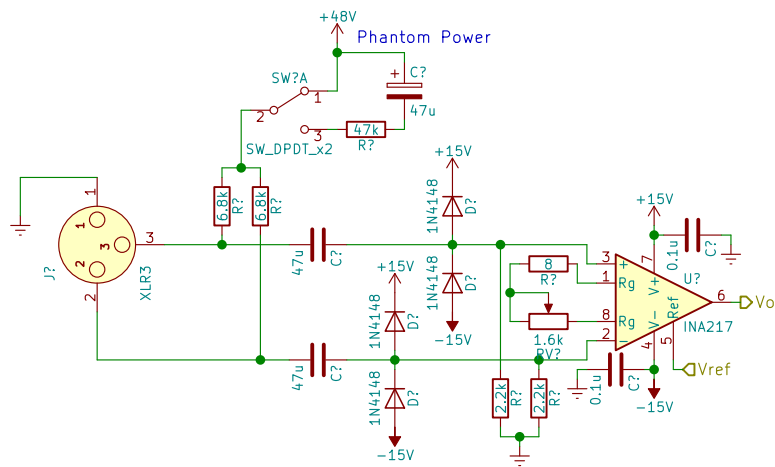 +48V
Phantom Power
SW?A
1
2
3
SW_DPDT_x2
+
C?
47u
47k
R?
6.8k
R?
6.8k
R?
1
1
2
3
3
2
J?
XLR3
47u
C?
47u
C?
+15V
1N4148
D?
1N4148
D?
-15V
+15V
1N4148
D?
1N4148
D?
-15V
8
R?
1.6k
RV?
2.2k
R?
2.2k
R?
+15V
0.1u
C?
3
+
1
Rg
8
Rg
2
-
7
V+
V-
4
Ref
5
6
U?
INA217
Vo
Vref
0.1u
C?
-15V